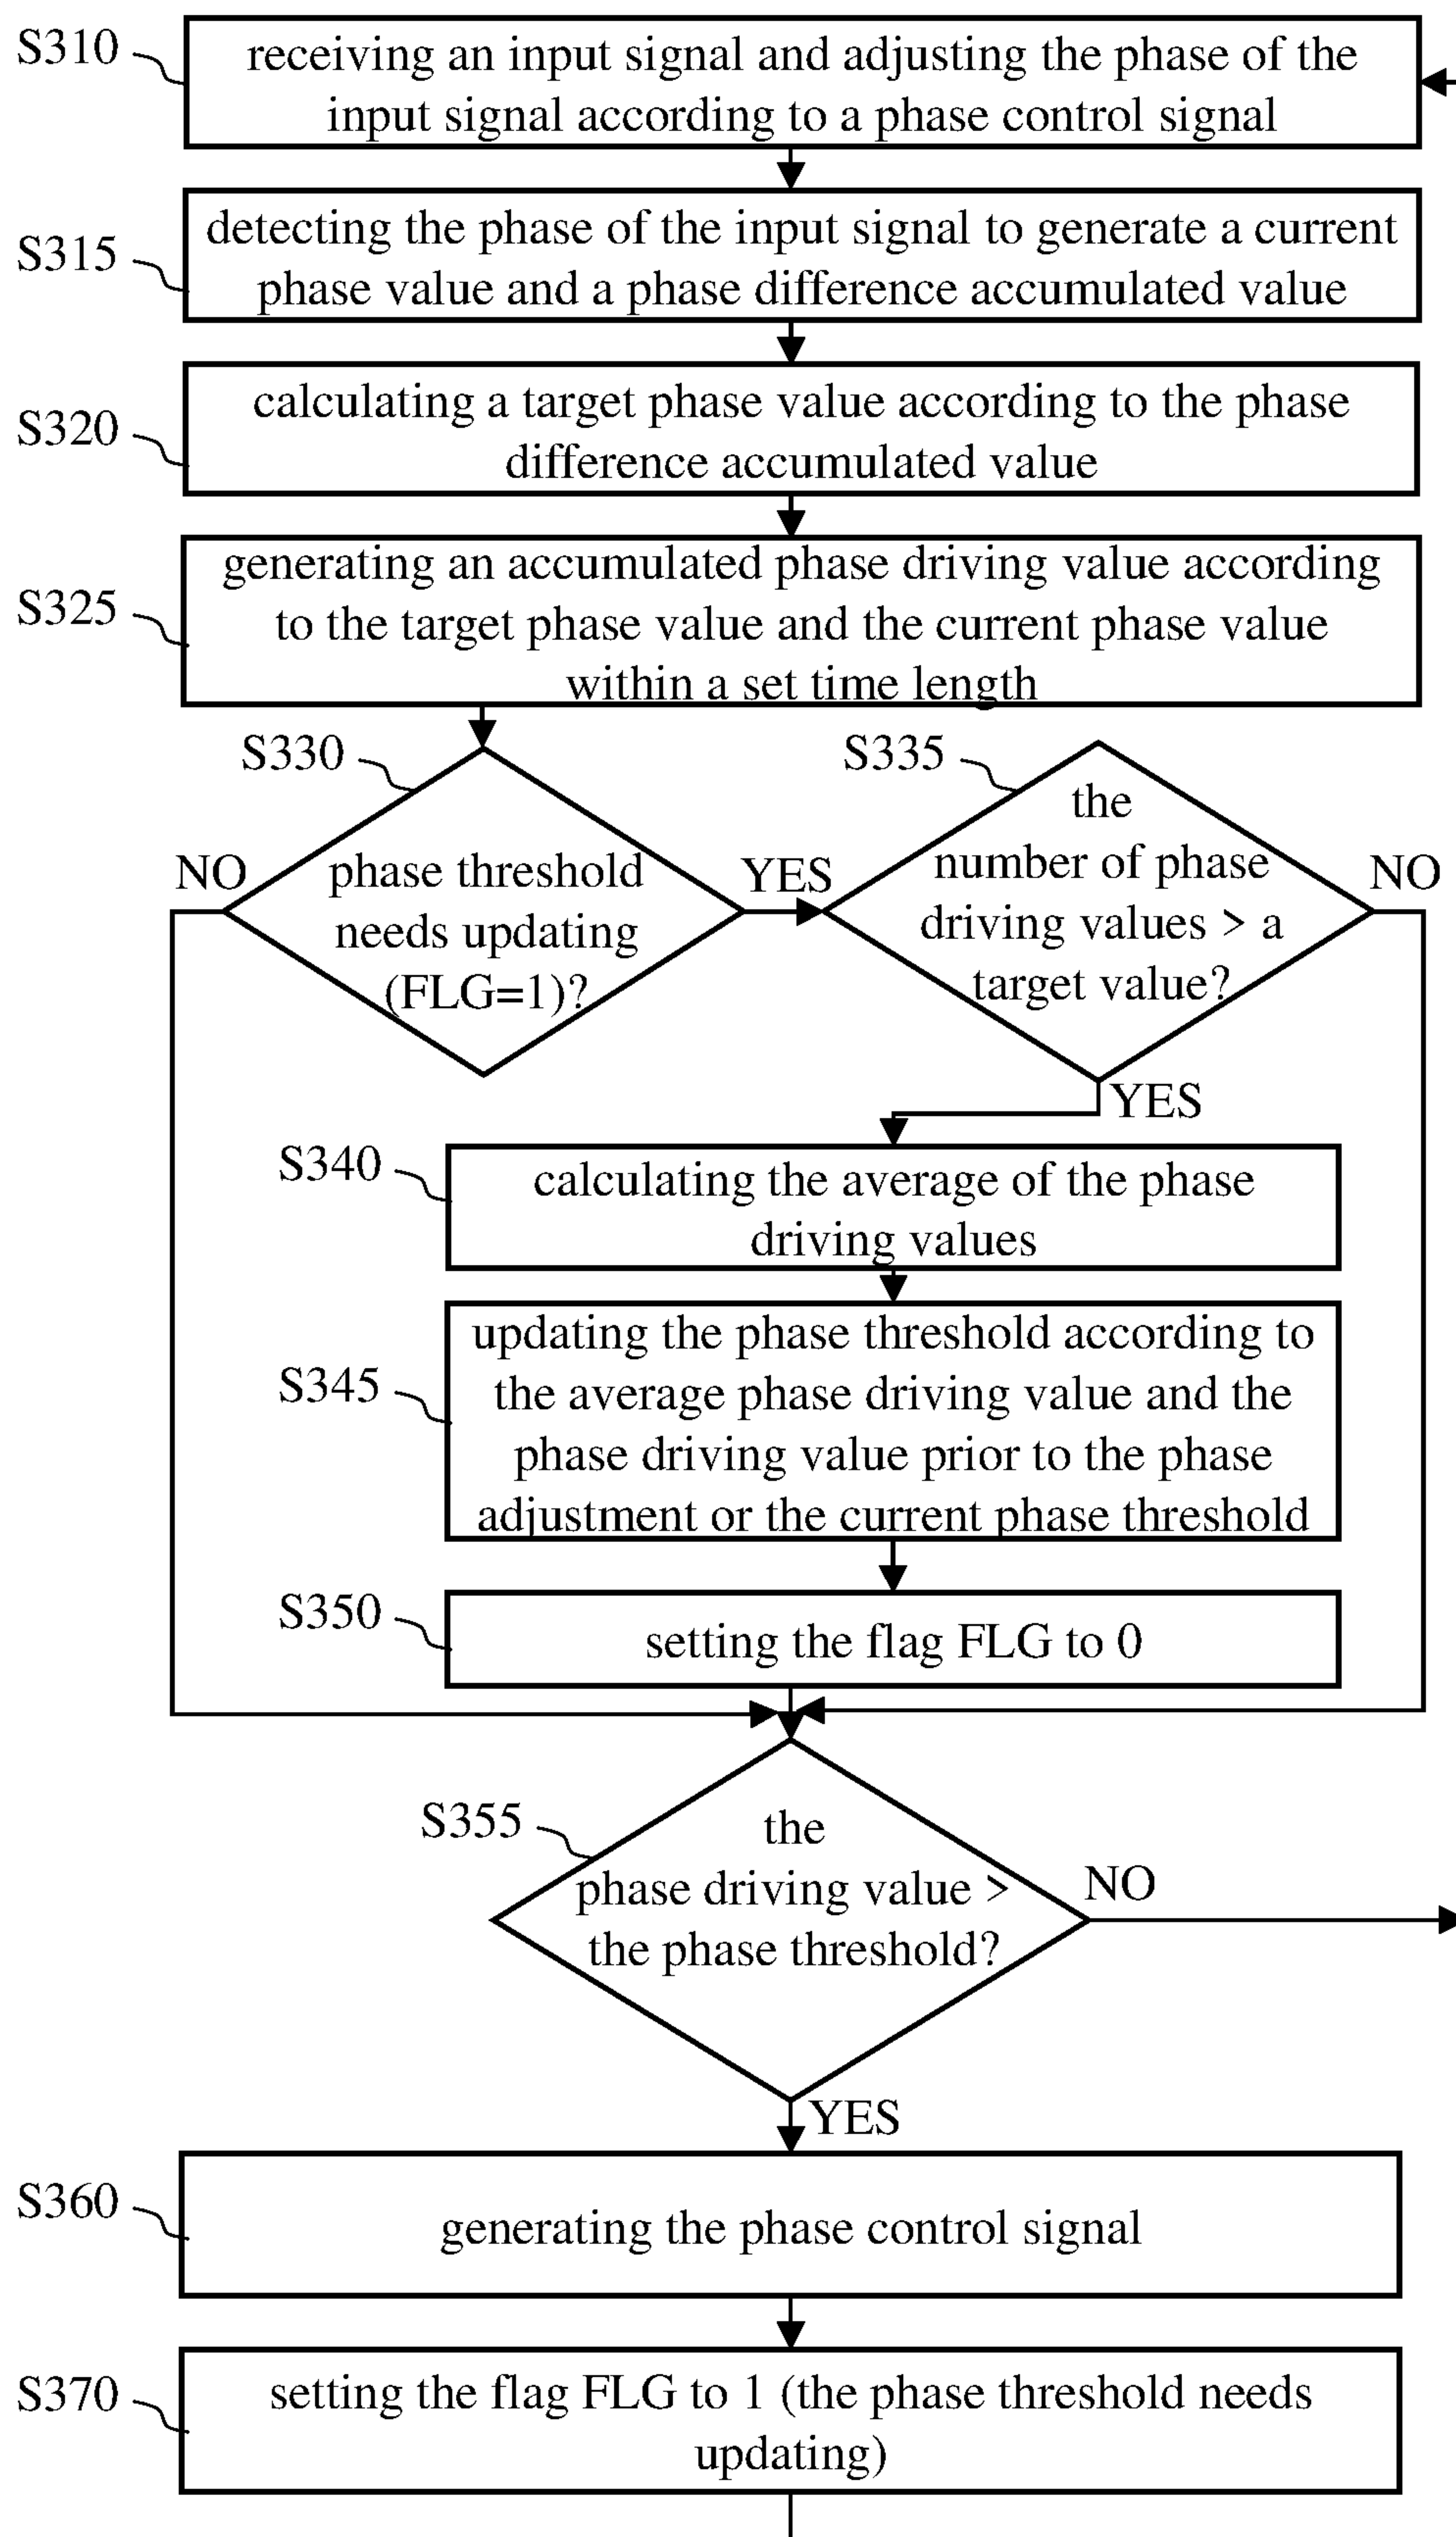 S310
receiving an input signal and adjusting the phase of the
input signal according to a phase control signal
S315
detecting the phase of the input signal to generate a current
phase value and a phase difference accumulated value
S320
calculating a target phase value according to the phase
difference accumulated value
S325
generating an accumulated phase driving value according
to the target phase value and the current phase value
within a set time length
S330
phase threshold
needs updating
(FLG=1)?
NO
YES
S335
the
number of phase
driving values > a
target value?
NO
YES
S340
calculating the average of the phase
driving values
S345
updating the phase threshold according to
the average phase driving value and the
phase driving value prior to the phase
adjustment or the current phase threshold
S350
setting the flag FLG to 0
S355
the
phase driving value >
the phase threshold?
NO
YES
S360
generating the phase control signal
S370
setting the flag FLG to 1 (the phase threshold needs
updating)